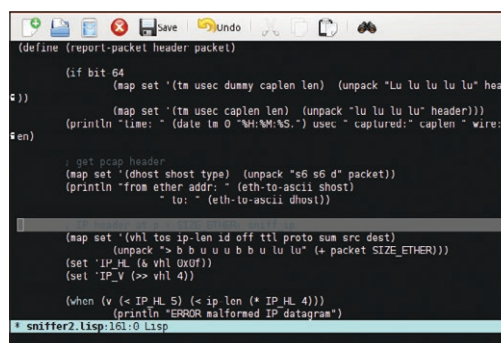 Save Undo
(define (report-packet header packet)
(if bit 64
(map set '(tm usec dummy caplen len) (unpack "Lu lu lu lu lu" hea
))
(map set '(tm usec caplen len) (unpack "lu lu lu lu" header)))
(println "time: " (date tm 0 "%H:%M:%S.") usec " captured:" caplen " wire:
en)
; get pcap header
(map set '(dhost shost type) (unpack "s6 s6 d" packet))
(println "from ether addr: " (eth-to-ascii shost)
" to: " (eth-to-ascii dhost))
SIZE_ETHER
(map set '(vhl tos ip-len id off ttl proto sum src dest)
(unpack "> b b u u u b b u lu lu" (+ packet SIZE_ETHER)))
(set 'IP_HL (& vhl 0x0f))
(set 'IP_V (>> vhl 4))
(when (v (< IP_HL 5) (< ip-len (* IP_HL 4)))
(println "ERROR malformed IP datagram")
* sniffer2.lisp:161:0 Lisp